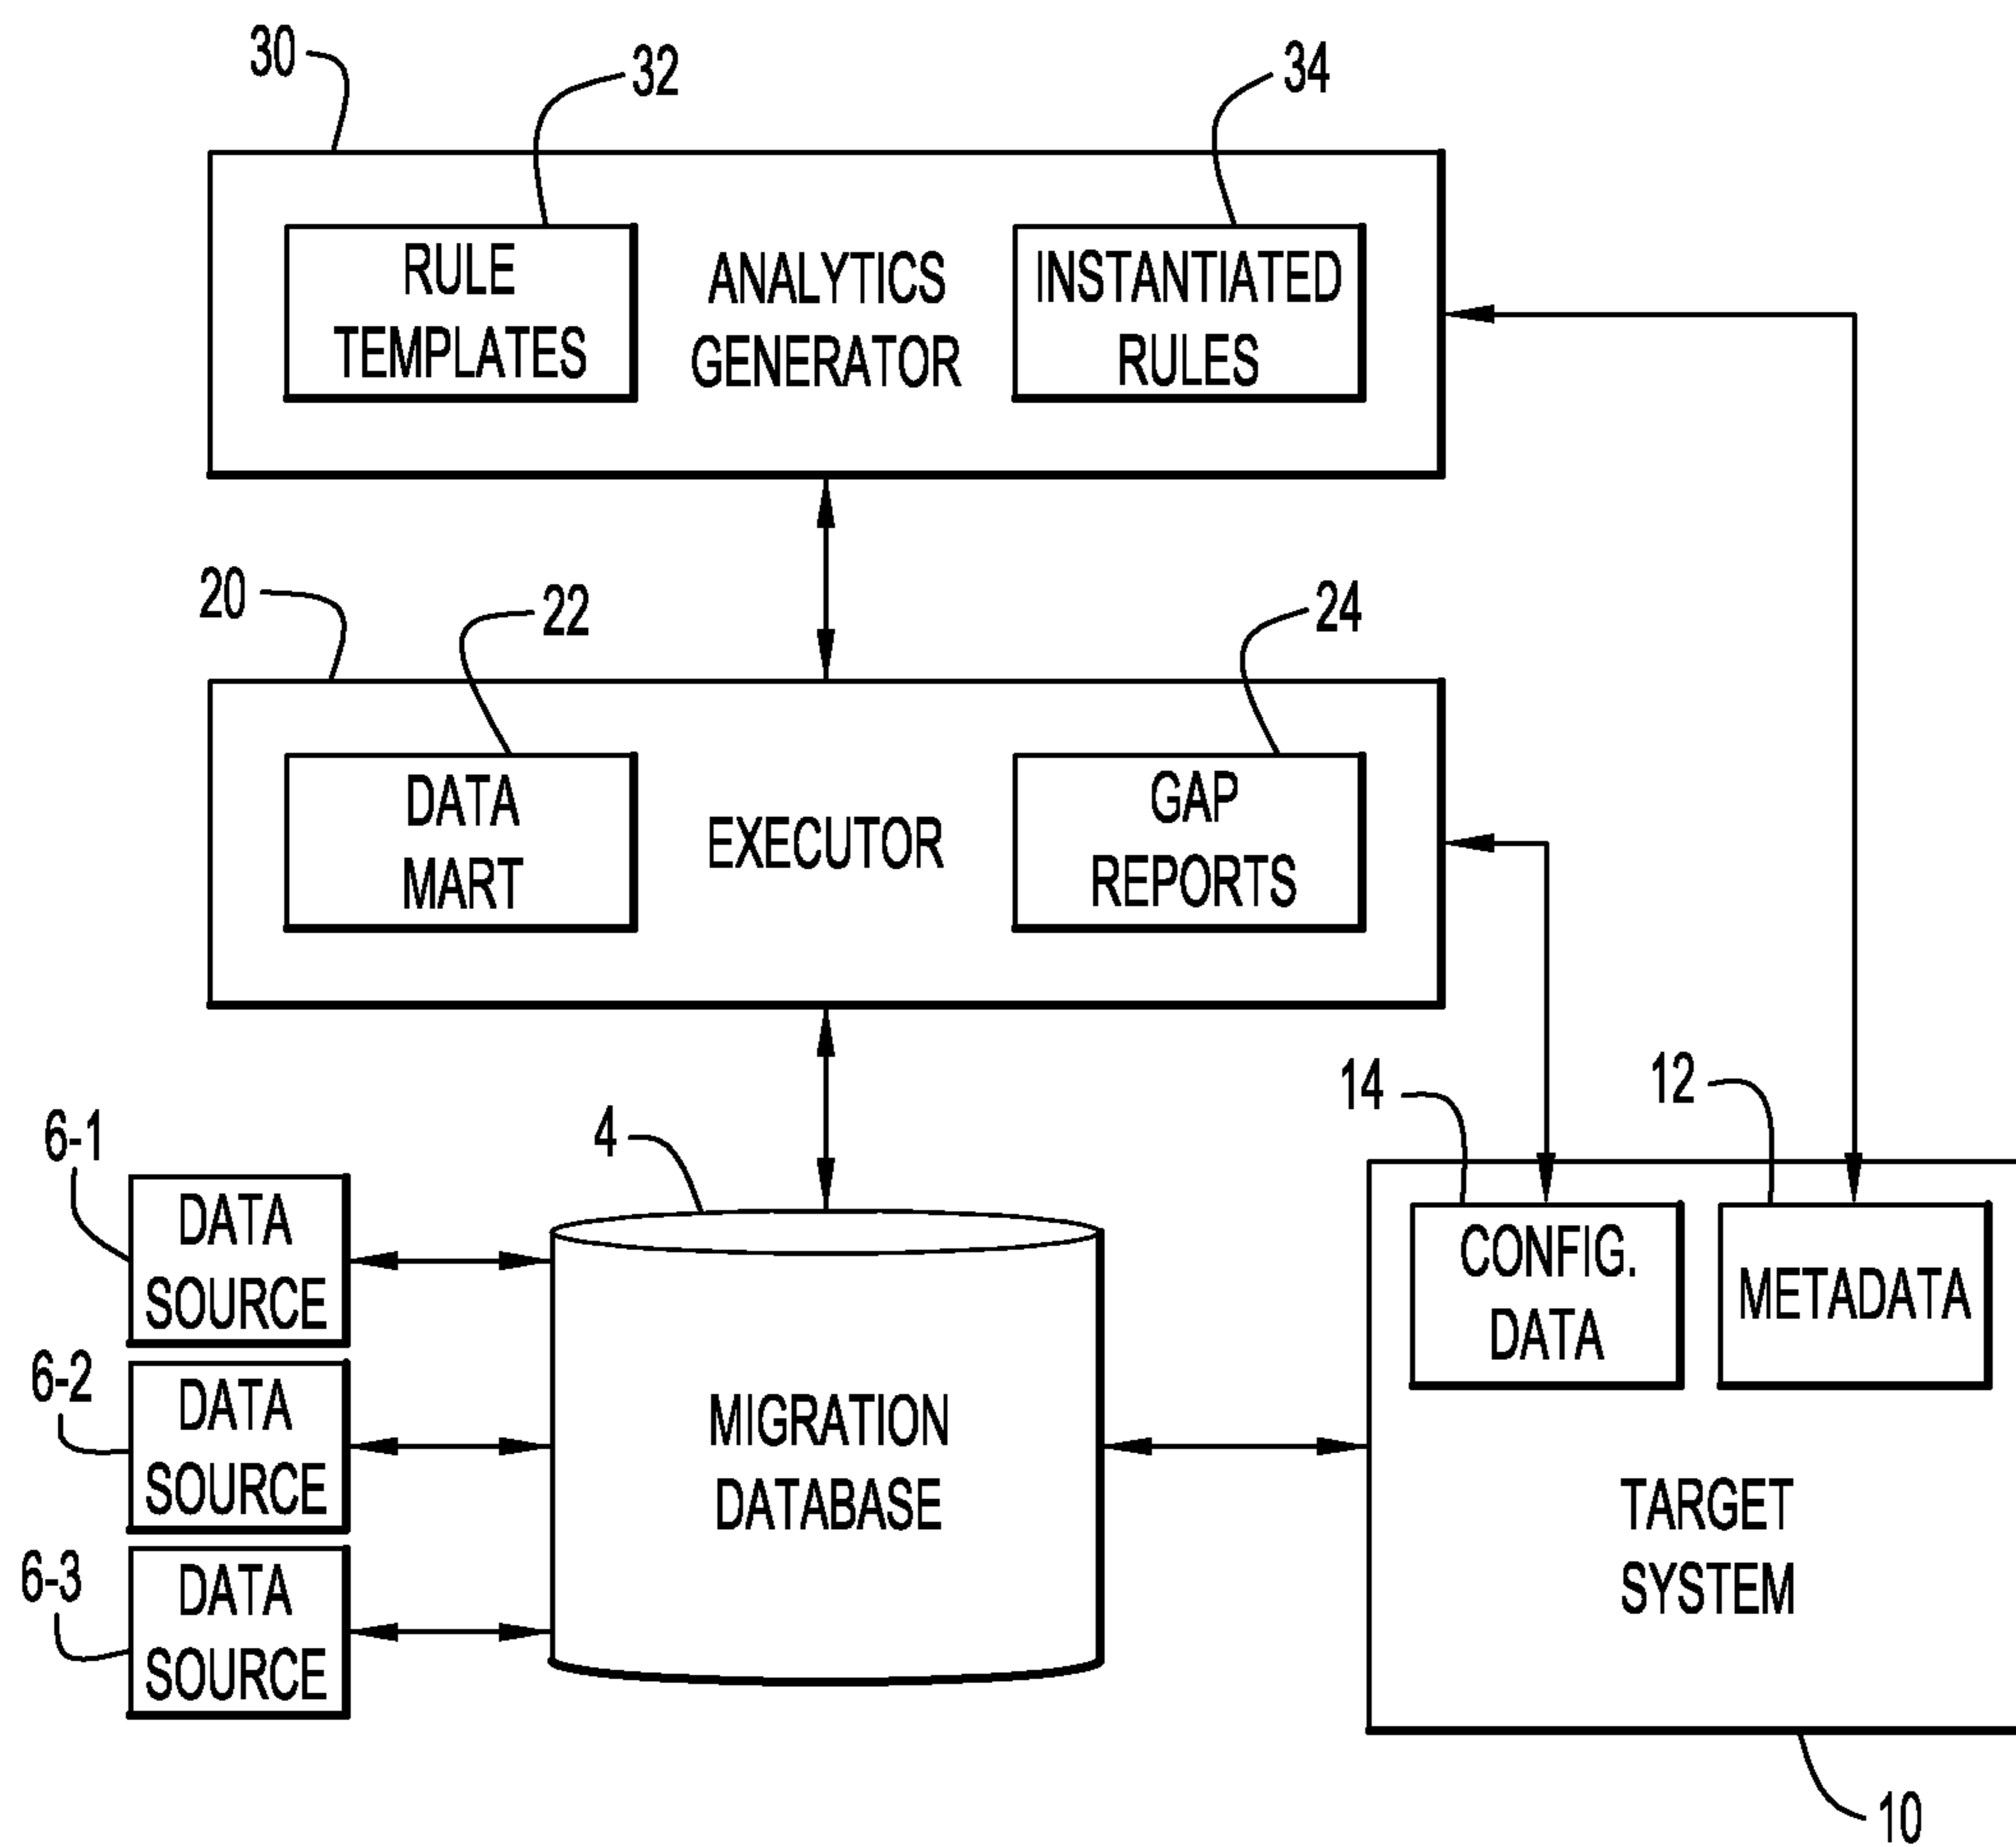 30
32
34
RULE
TEMPLATES
ANALYTICS
GENERATOR
INSTANTIATED
RULES
20
22
24
DATA
MART
EXECUTOR
GAP
REPORTS
14
12
6-1
4
DATA
SOURCE
6-2
DATA
SOURCE
6-3
DATA
SOURCE
MIGRATION
DATABASE
CONFIG.
DATA
METADATA
TARGET
SYSTEM
10